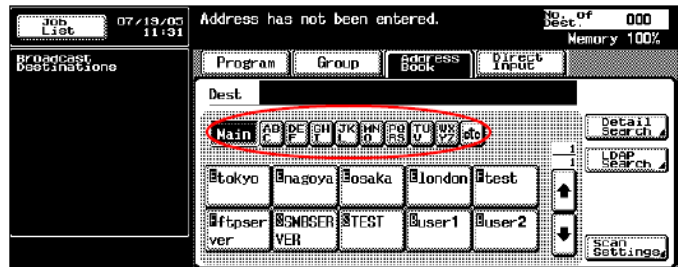 Job List
07/19/05
11:31
Address has not been entered.
No. of Dest.
000
Memory 100%
Broadcast Destinations
Program
Group
Address Book
Direct Input
Dest
Main
ABC
DEF
GHI
JKL
MNO
PQRS
TUV
WXYZ
etc
Detail Search
1
1
LDAP Search
tokyo
nagoya
osaka
london
test
ftpserver
SMBSERVER
TEST
user1
user2
Scan Settings